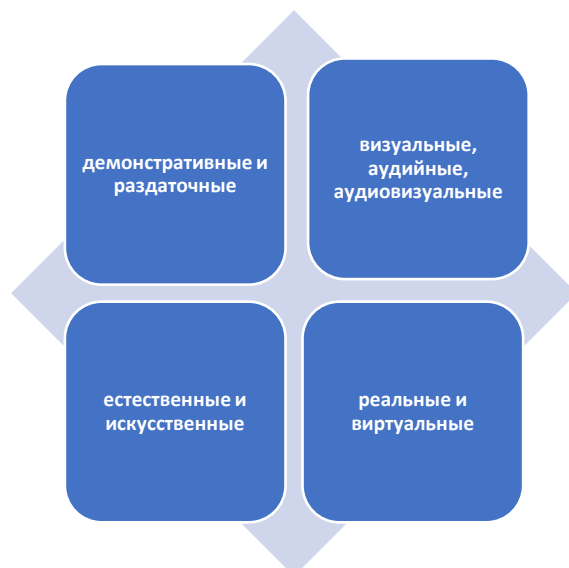 демонстративные и
раздаточные
визуальные,
аудийные,
аудиовизуальные
естественные и
искусственные
реальные и
виртуальные